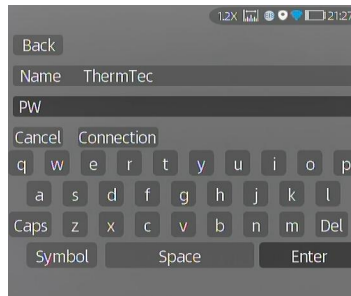 1.2X 21:27
Back
Name ThermTec
PW
Cancel Connection
q w e r t y u i o p
a s d f g h j k l
Caps z x c v b n m Del
Symbol Space Enter